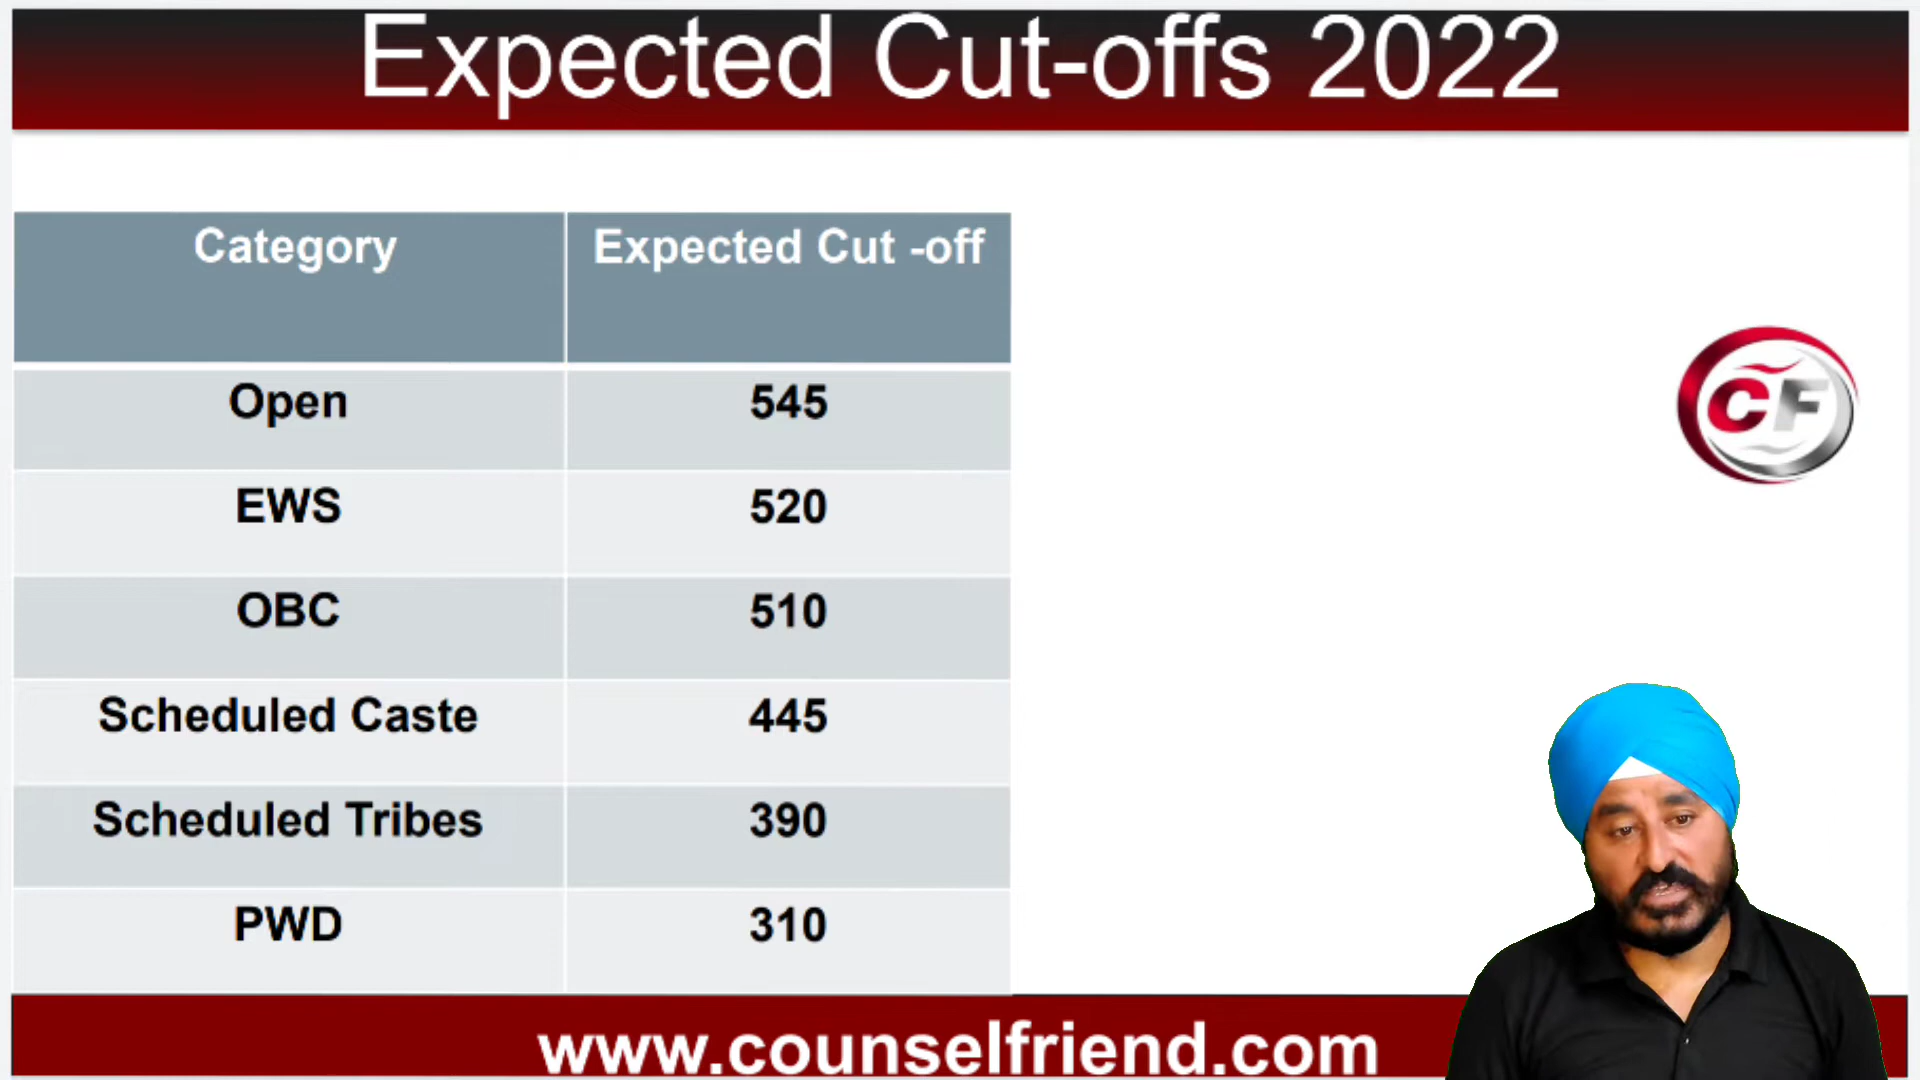 Expected Cut-offs 2022
Category Expected Cut -off
Open 545
EWS 520
OBC 510
Scheduled Caste 445
Scheduled Tribes 390
PWD 310
CF
www.counselfriend.com